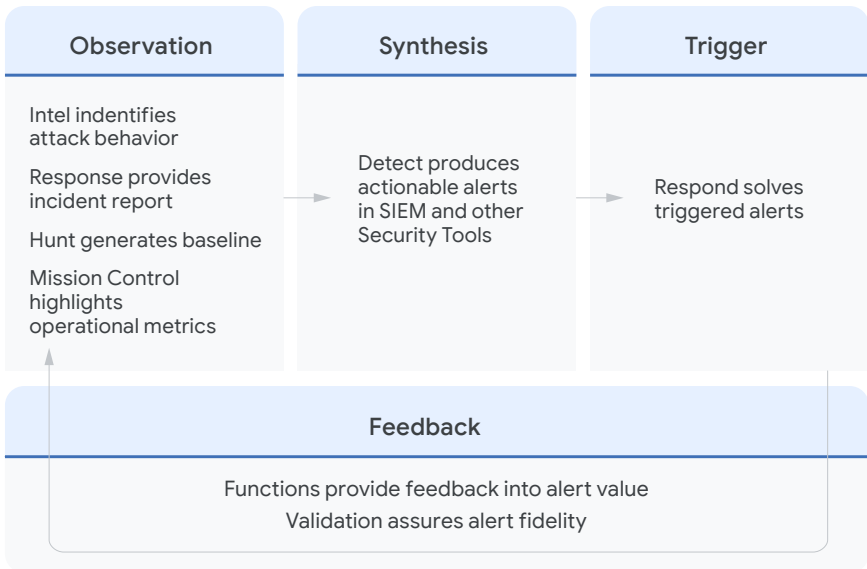 Observation
Intel indentifies
attack behavior
Response provides
incident report
Hunt generates baseline
Mission Control
highlights
operational metrics
Synthesis
Detect produces
actionable alerts
in SIEM and other
Security Tools
Trigger
Respond solves
triggered alerts
Feedback
Functions provide feedback into alert value
Validation assures alert fidelity